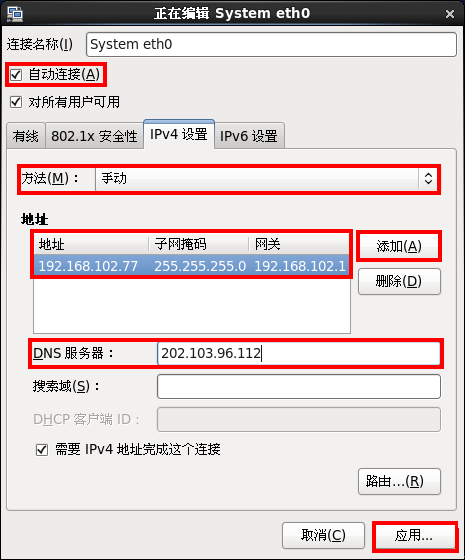 正在编辑 System eth0
连接名称(I) System eth0
自动连接(A)
对所有用户可用
有线 802.1x 安全性 IPv4 设置 IPv6 设置
方法(M)： 手动
地址
地址 子网掩码 网关 添加(A)
192.168.102.77 255.255.255.0 192.168.102.1
删除(D)
DNS 服务器： 202.103.96.112
搜索域(S)：
DHCP 客户端 ID：
需要 IPv4 地址完成这个连接
路由…(R)
取消(C) 应用...